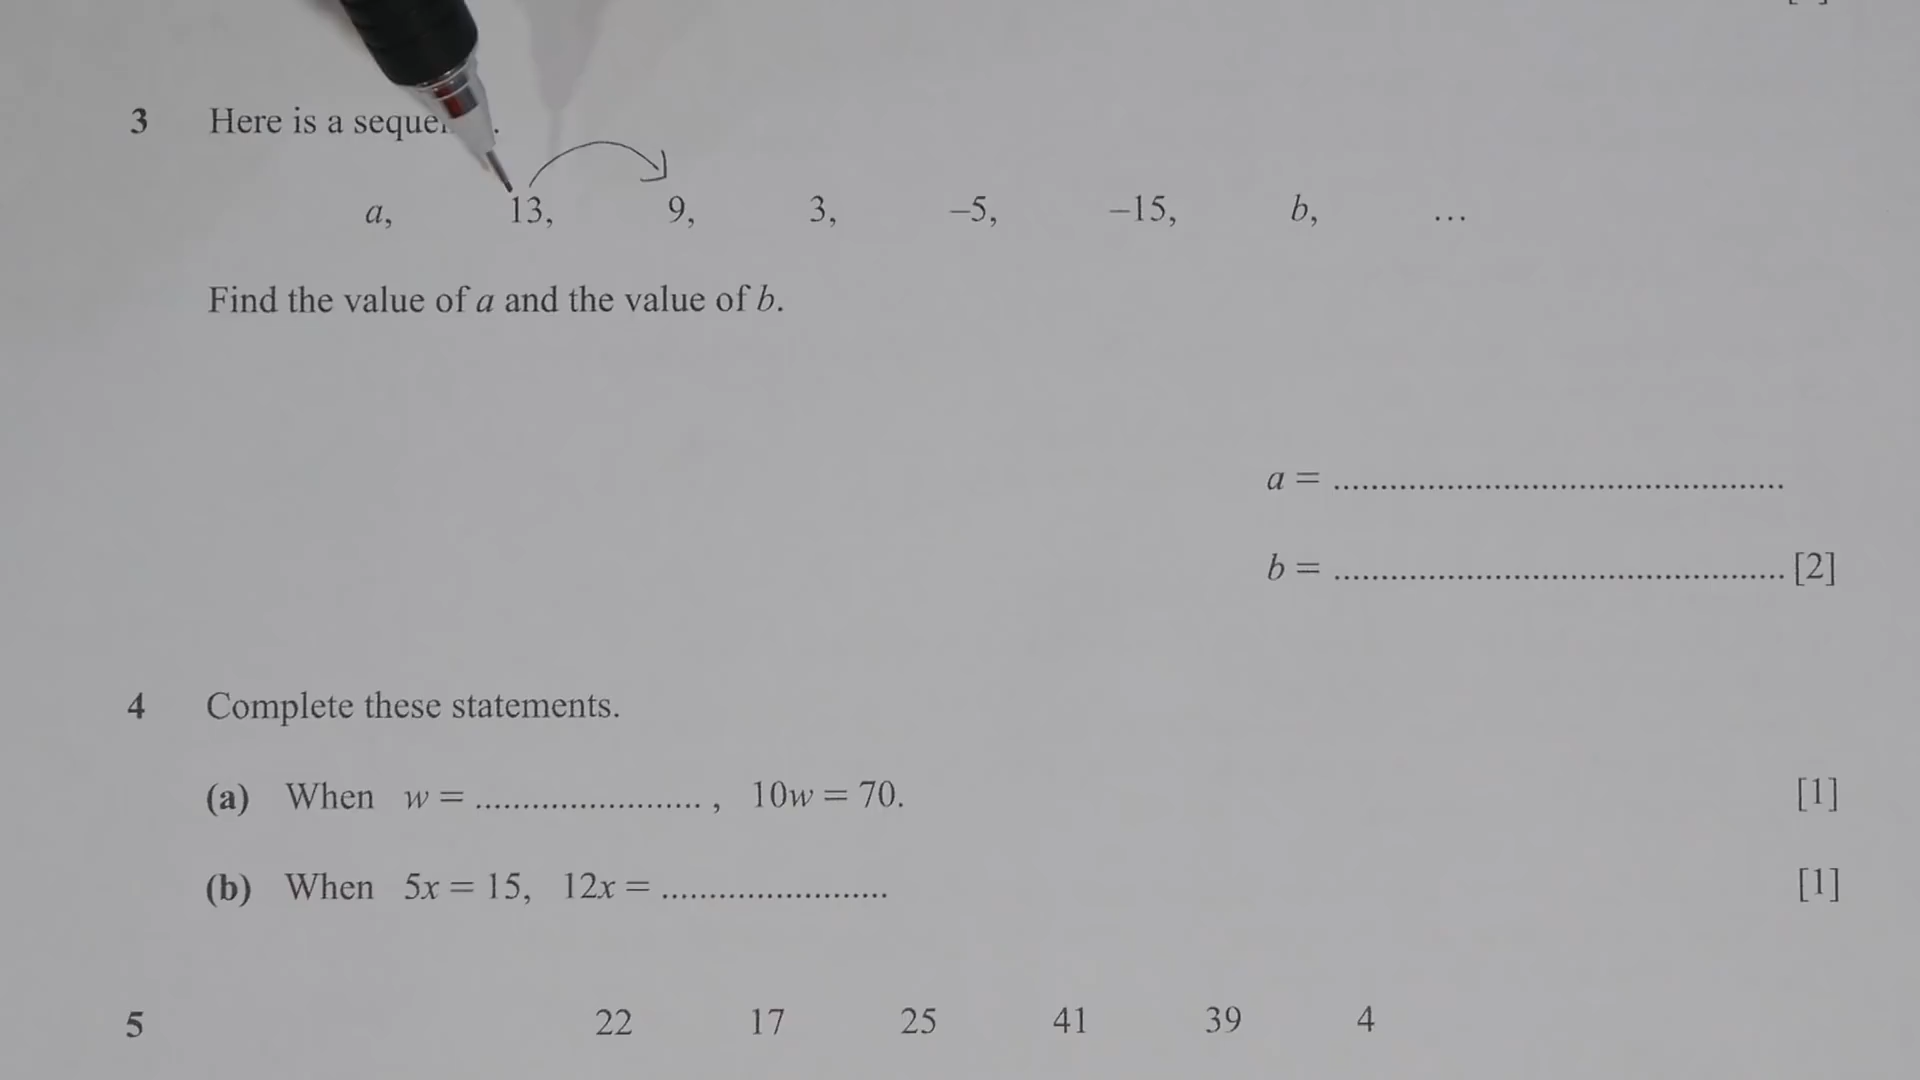 3 Here is a
a, 13, 9, 3, –5, –15, b, ...
Find the value of a and the value of b.
a = ................................................
b = ................................................ [2]
4 Complete these statements.
(a) When w = ........................ , 10w = 70. [1]
(b) When 5x = 15, 12x = ........................ [1]
5 22 17 25 41 39 4